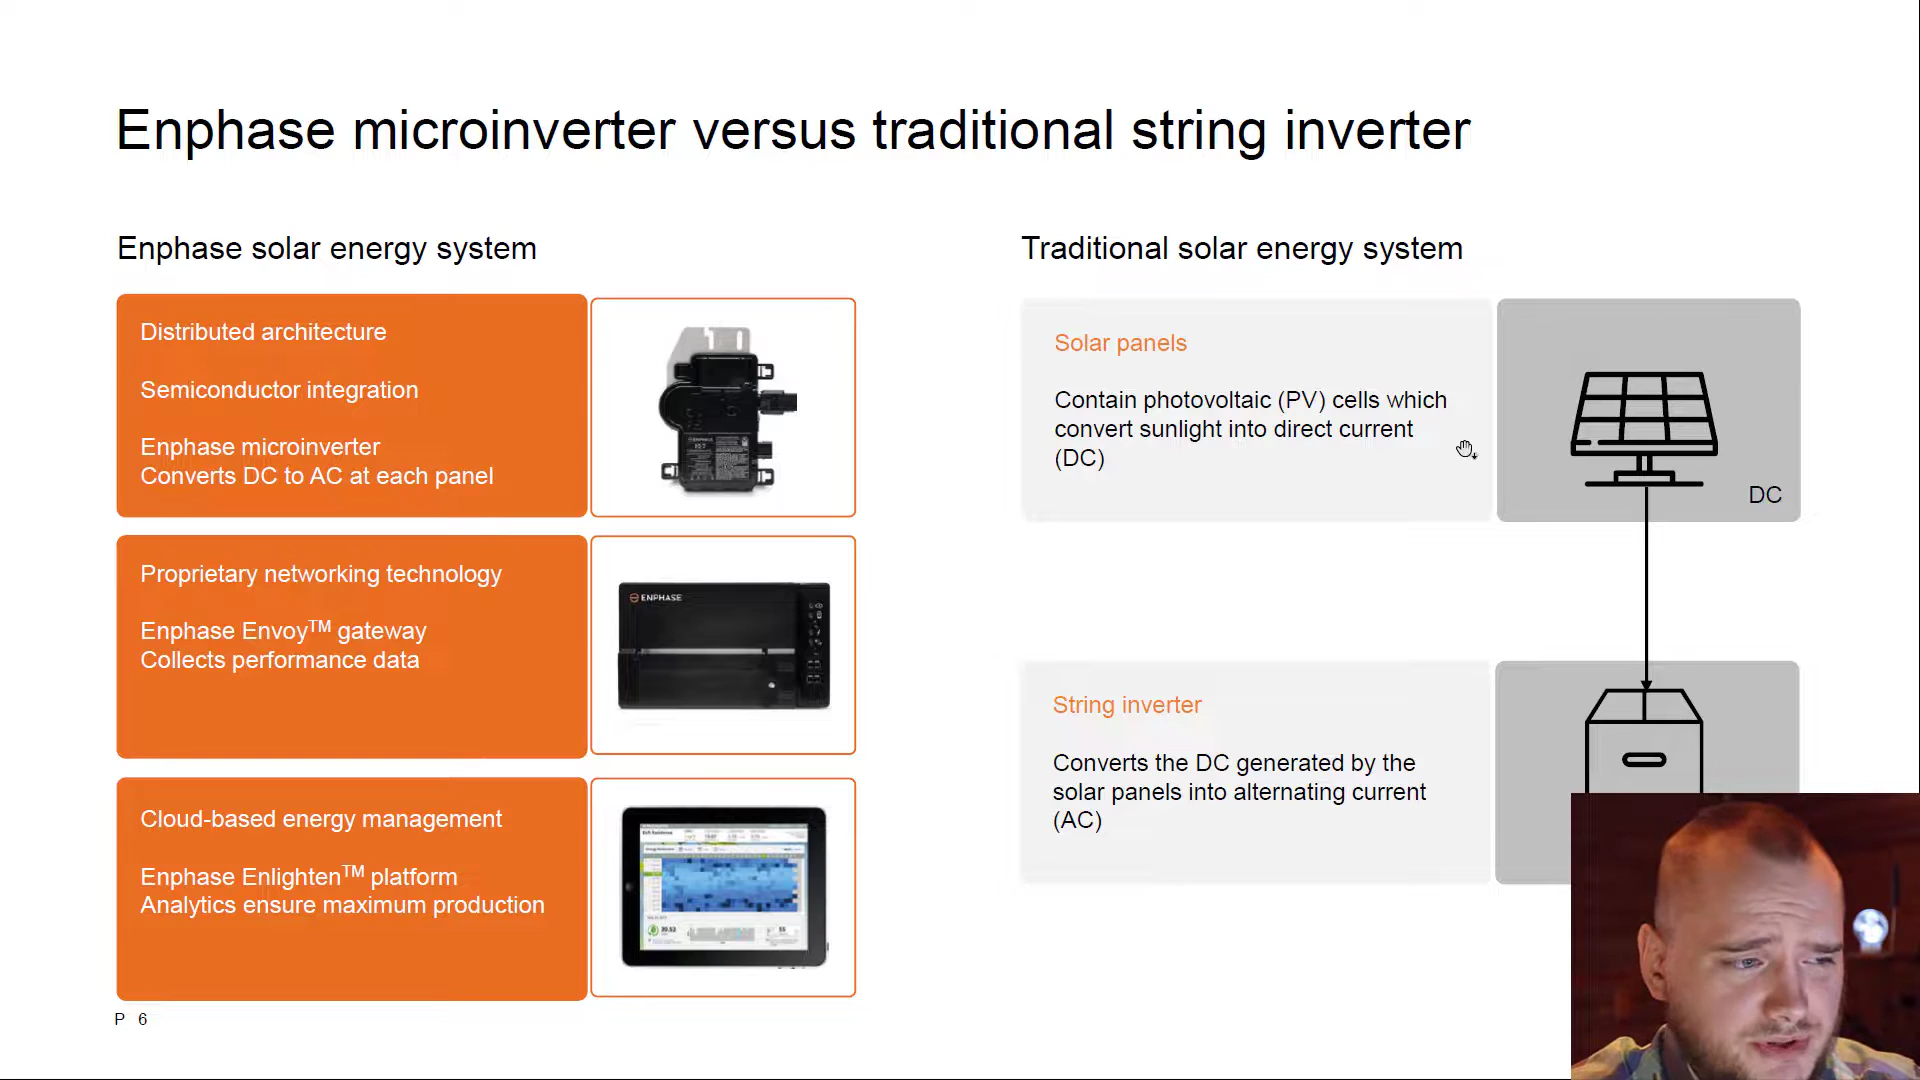 Enphase microinverter versus traditional string inverter
Enphase solar energy system
Distributed architecture
Semiconductor integration
Enphase microinverter
Converts DC to AC at each panel
ENPHASE
Proprietary networking technology
Enphase Envoy™ gateway
Collects performance data
ENPHASE
Cloud-based energy management
Enphase Enlighten™ platform
Analytics ensure maximum production
P 6
Traditional solar energy system
Solar panels
Contain photovoltaic (PV) cells which
convert sunlight into direct current
(DC)
DC
String inverter
Converts the DC generated by the
solar panels into alternating current
(AC)